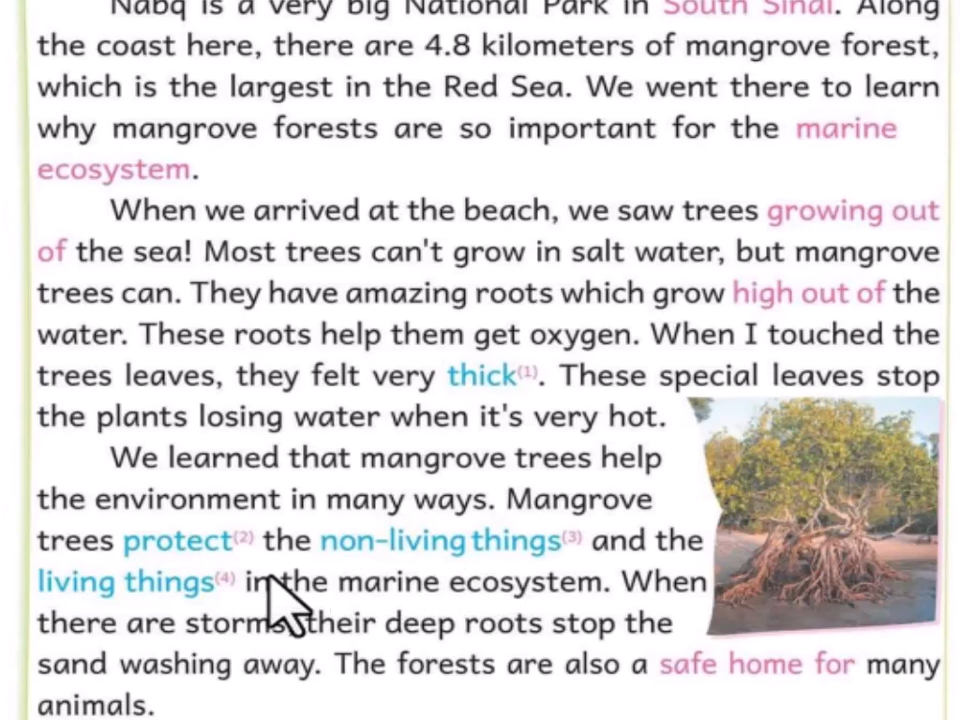 Nabq is a very big National Park in South Sinai. Along
the coast here, there are 4.8 kilometers of mangrove forest,
which is the largest in the Red Sea. We went there to learn
why mangrove forests are so important for the marine
ecosystem.
When we arrived at the beach, we saw trees growing out
of the sea! Most trees can't grow in salt water, but mangrove
trees can. They have amazing roots which grow high out of the
water. These roots help them get oxygen. When I touched the
trees leaves, they felt very thick(1). These special leaves stop
the plants losing water when it's very hot.
We learned that mangrove trees help
the environment in many ways. Mangrove
trees protect(2) the non-living things(3) and the
living things(4) in the marine ecosystem. When
there are storms, their deep roots stop the
sand washing away. The forests are also a safe home for many
animals.